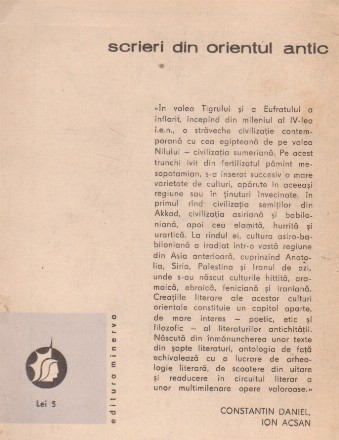 scrieri din orientul antic
«În valea Tigrului și a Eufratului a
înflorit, începînd din mileniul al IV-lea
î.e.n., o străveche civilizație contem-
porană cu cea egipteană de pe valea
Nilului – civilizația sumeriană. Pe acest
trunchi ivit din fertilizatul pămînt me-
sopotamian, s-a inserat succesiv o mare
varietate de culturi, apărute în aceeași
regiune sau în ținuturi învecinate, în
primul rînd civilizația semiților din
Akkad, civilizația asiriană și babilo-
niană, apoi cea elamită, hurrită și
urartică. La rîndul ei, cultura asiro-ba-
biloniană a iradiat într-o vastă regiune
din Asia anterioară, cuprinzînd Anato-
lia, Siria, Palestina și Iranul de azi,
unde s-au născut culturile hittită, ara-
maică, ebraică, feniciană și iraniană.
Creațiile literare ale acestor culturi
orientale constituie un capitol aparte,
de mare interes – poetic, etic și
filozofic – al literaturilor antichității.
Născută din înmănuncherea unor texte
din șapte literaturi, antologia de față
echivalează cu o lucrare de arheo-
logie literară, de scoatere din uitare
și readucere în circuitul literar a
unor multimilenare opere valoroase.»
CONSTANTIN DANIEL,
ION ACSAN
editura minerva
Lei 5